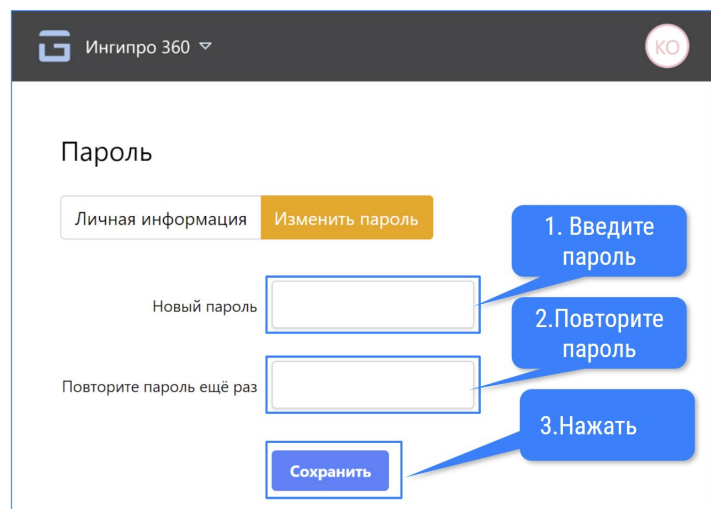 Ингипро 360
КО
Пароль
Личная информация
Изменить пароль
1. Введите
пароль
Новый пароль
2.Повторите
пароль
Повторите пароль ещё раз
3.Нажать
Сохранить